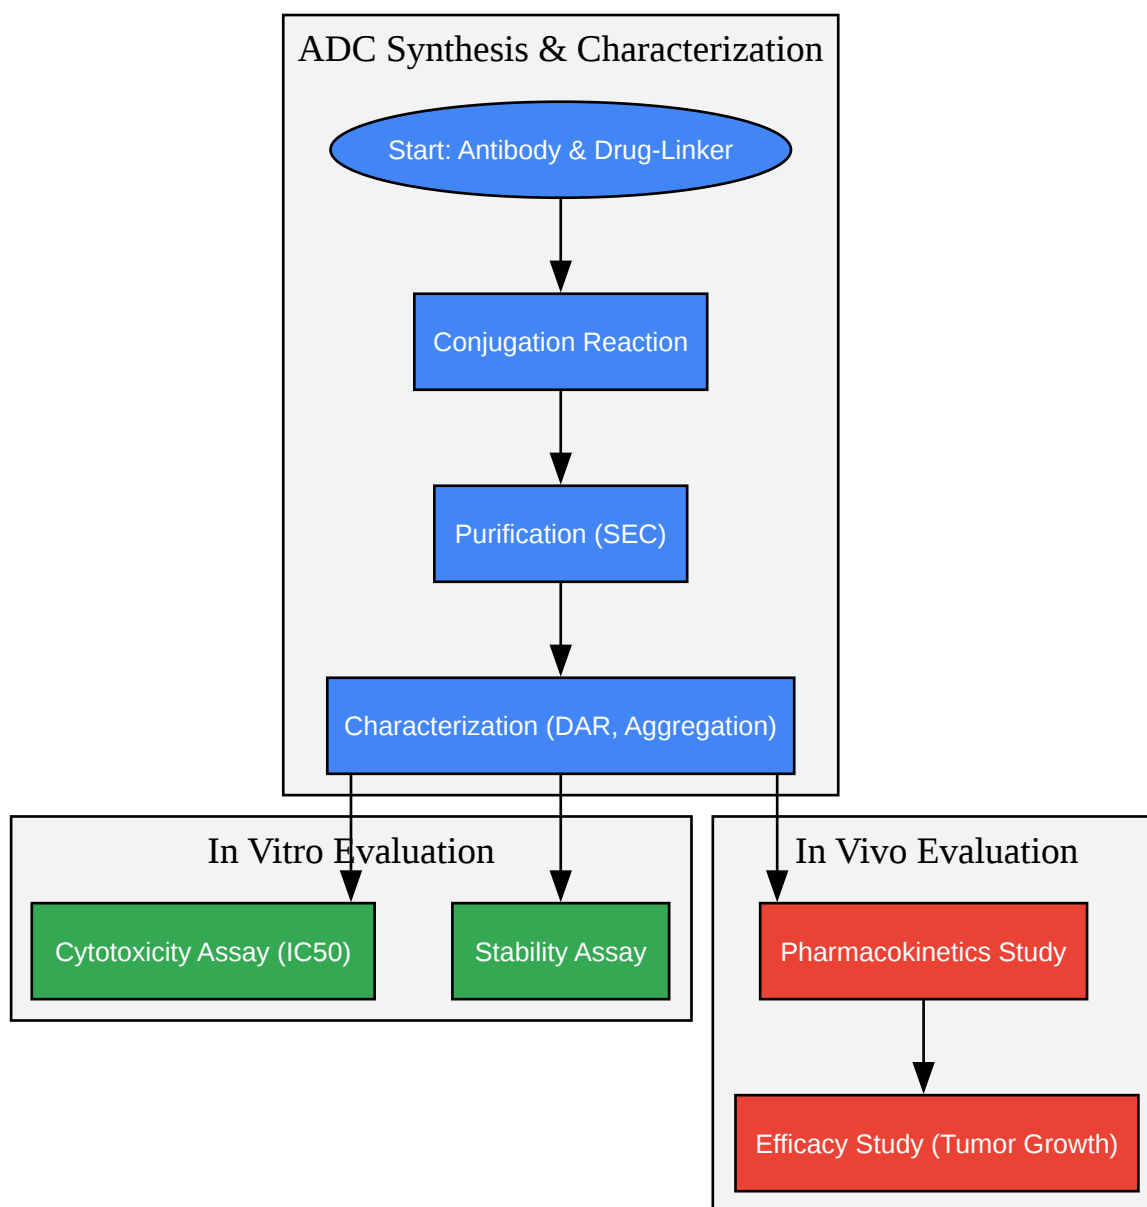 ADC Synthesis & Characterization
Start: Antibody & Drug-Linker
Conjugation Reaction
Purification (SEC)
Characterization (DAR, Aggregation)
In Vitro Evaluation
Cytotoxicity Assay (IC50)
Stability Assay
In Vivo Evaluation
Pharmacokinetics Study
Efficacy Study (Tumor Growth)